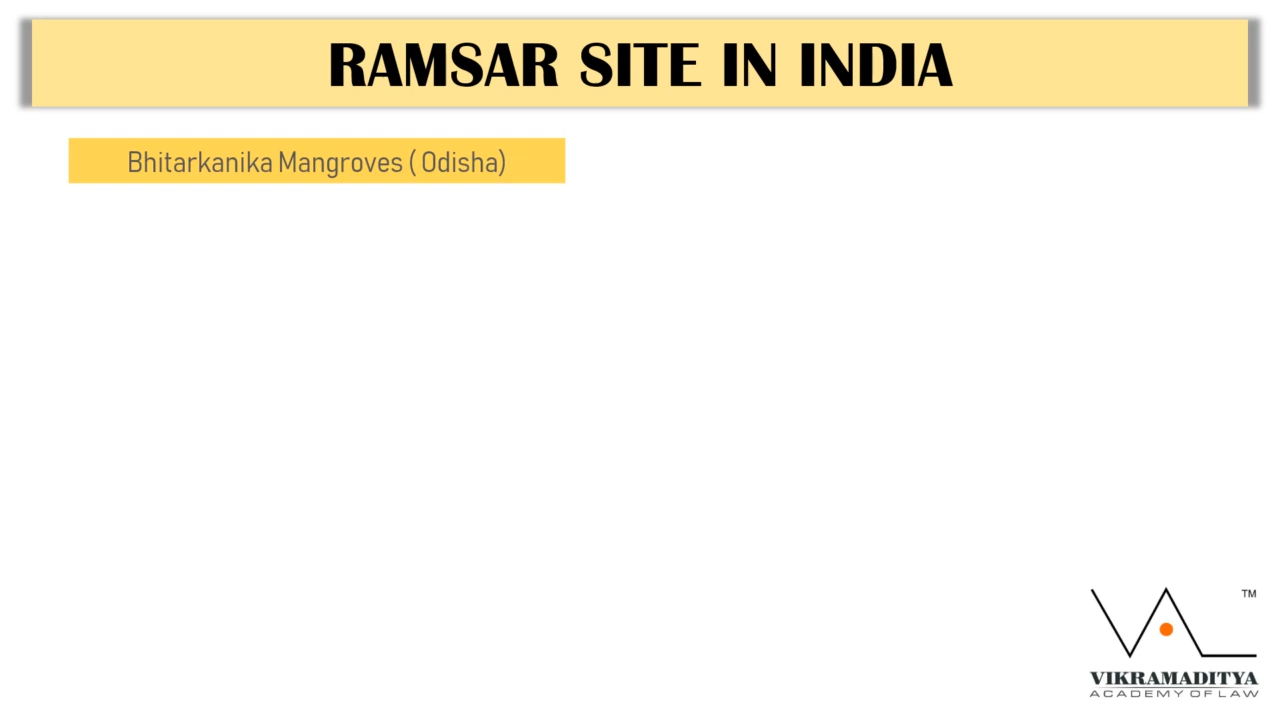 RAMSAR SITE IN INDIA
Bhitarkanika Mangroves ( Odisha)
TM
VIKRAMADITYA
ACADEMY OF LAW